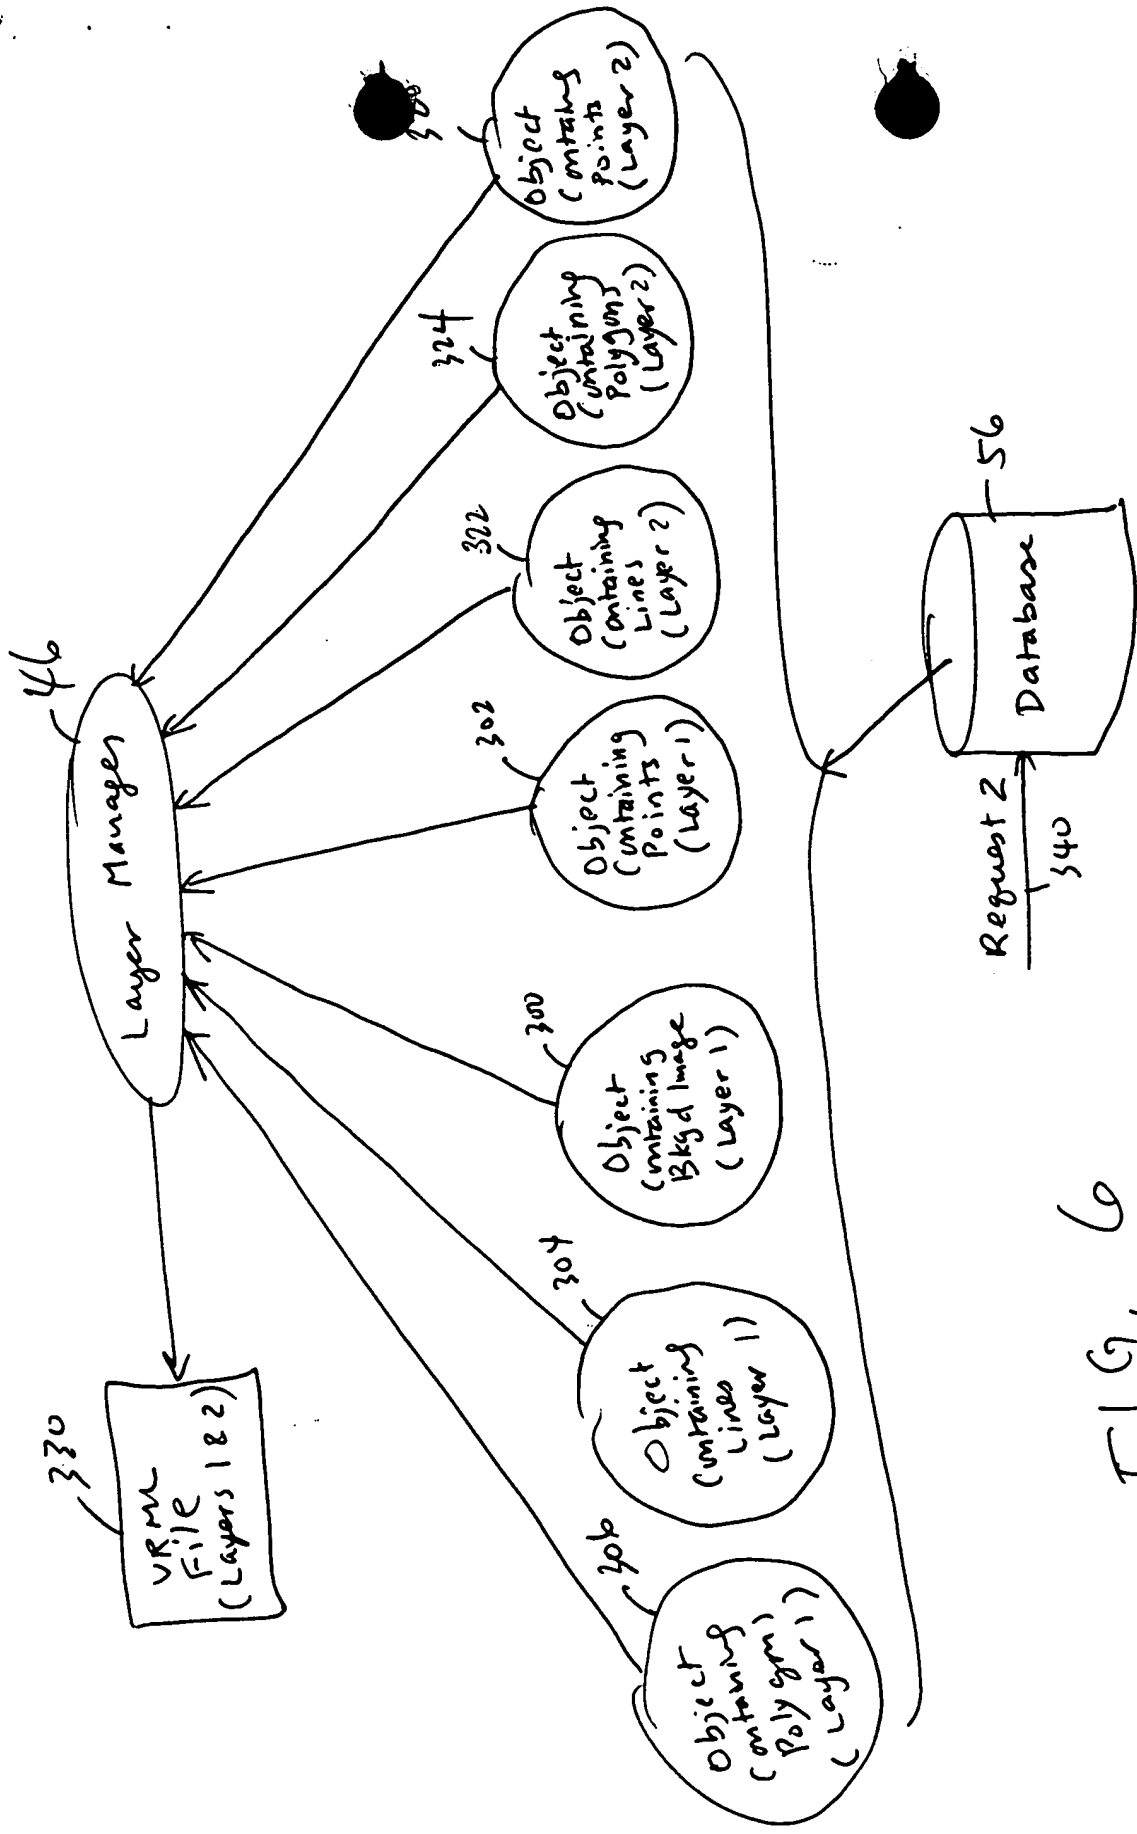 330
VRML
File
(Layers 1 & 2)
46
Layer Manager
306
Object
Containing
Polygon)
(Layer 1)
304
Object
Containing
Lines
(Layer 1)
300
Object
Containing
Bkgd Image
(Layer 1)
302
Object
Containing
Points
(Layer 1)
322
Object
Containing
Lines
(Layer 2)
324
Object
Containing
Polygons
(Layer 2)
Object
Containg
Points
(Layer 2)
Request 2
340
Database
56
FIG. 6